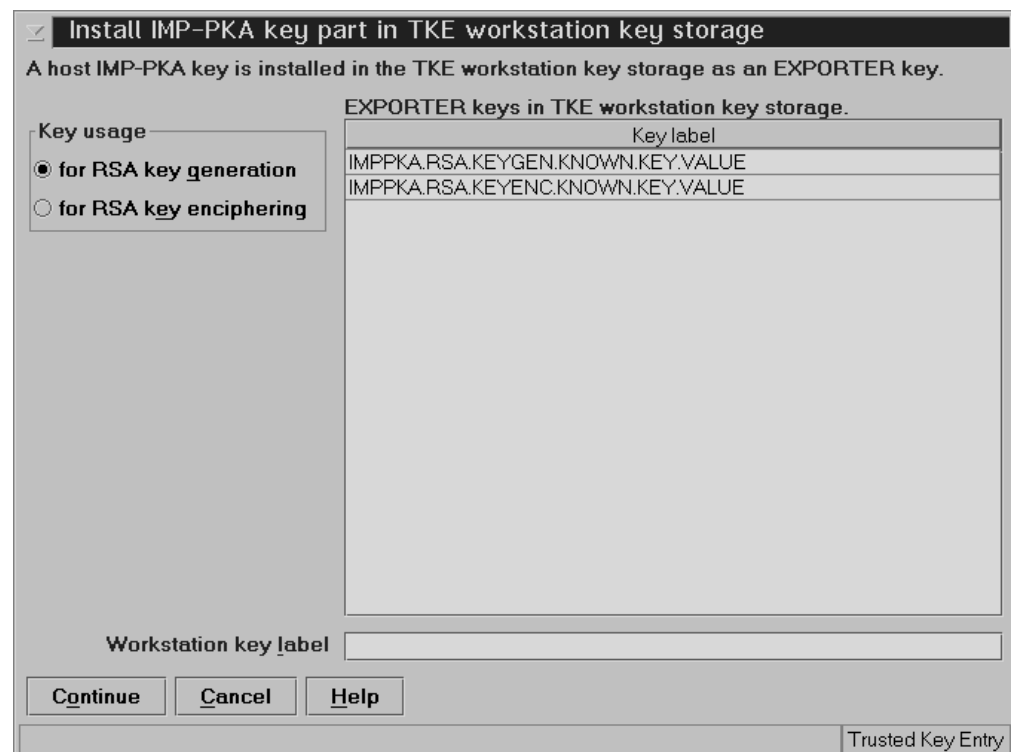 Install IMP-PKA key part in TKE workstation key storage
A host IMP-PKA key is installed in the TKE workstation key storage as an EXPORTER key.
EXPORTER keys in TKE workstation key storage.
Key usage
for RSA key generation
for RSA key enciphering
Key label
IMPPKA.RSA.KEYGEN.KNOWN.KEY.VALUE
IMPPKA.RSA.KEYENC.KNOWN.KEY.VALUE
Workstation key label
Continue Cancel Help
Trusted Key Entry